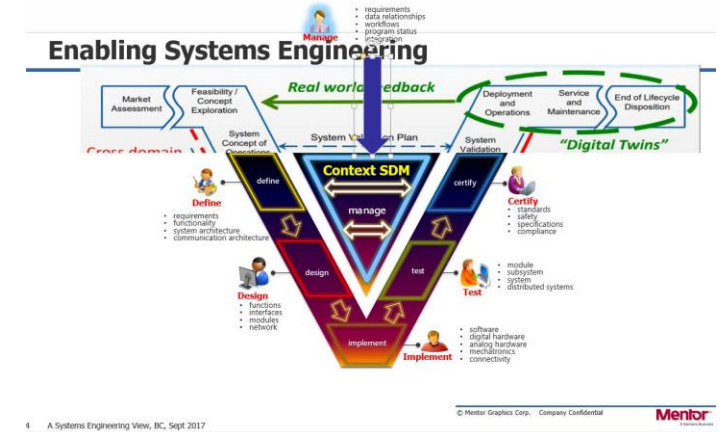 requirements
data relationships
workflows
program status
integration
Manage
Enabling Systems Engineering
Real world feedback
Market
Assessment
Feasibility /
Concept
Exploration
Deployment
and
Operations
Service
and
Maintenance
End of Lifecycle
Disposition
System
Concept of
Operations
System Validation Plan
System
Validation
"Digital Twins"
Cross domain
Context SDM
manage
define
certify
Define
requirements
functionality
system architecture
communication architecture
Certify
standards
safety
specifications
compliance
design
test
Design
functions
interfaces
modules
network
Test
module
subsystem
system
distributed systems
implement
Implement
software
digital hardware
analog hardware
mechatronics
connectivity
4 A Systems Engineering View, BC, Sept 2017
© Mentor Graphics Corp. Company Confidential
Mentor
A Siemens Business